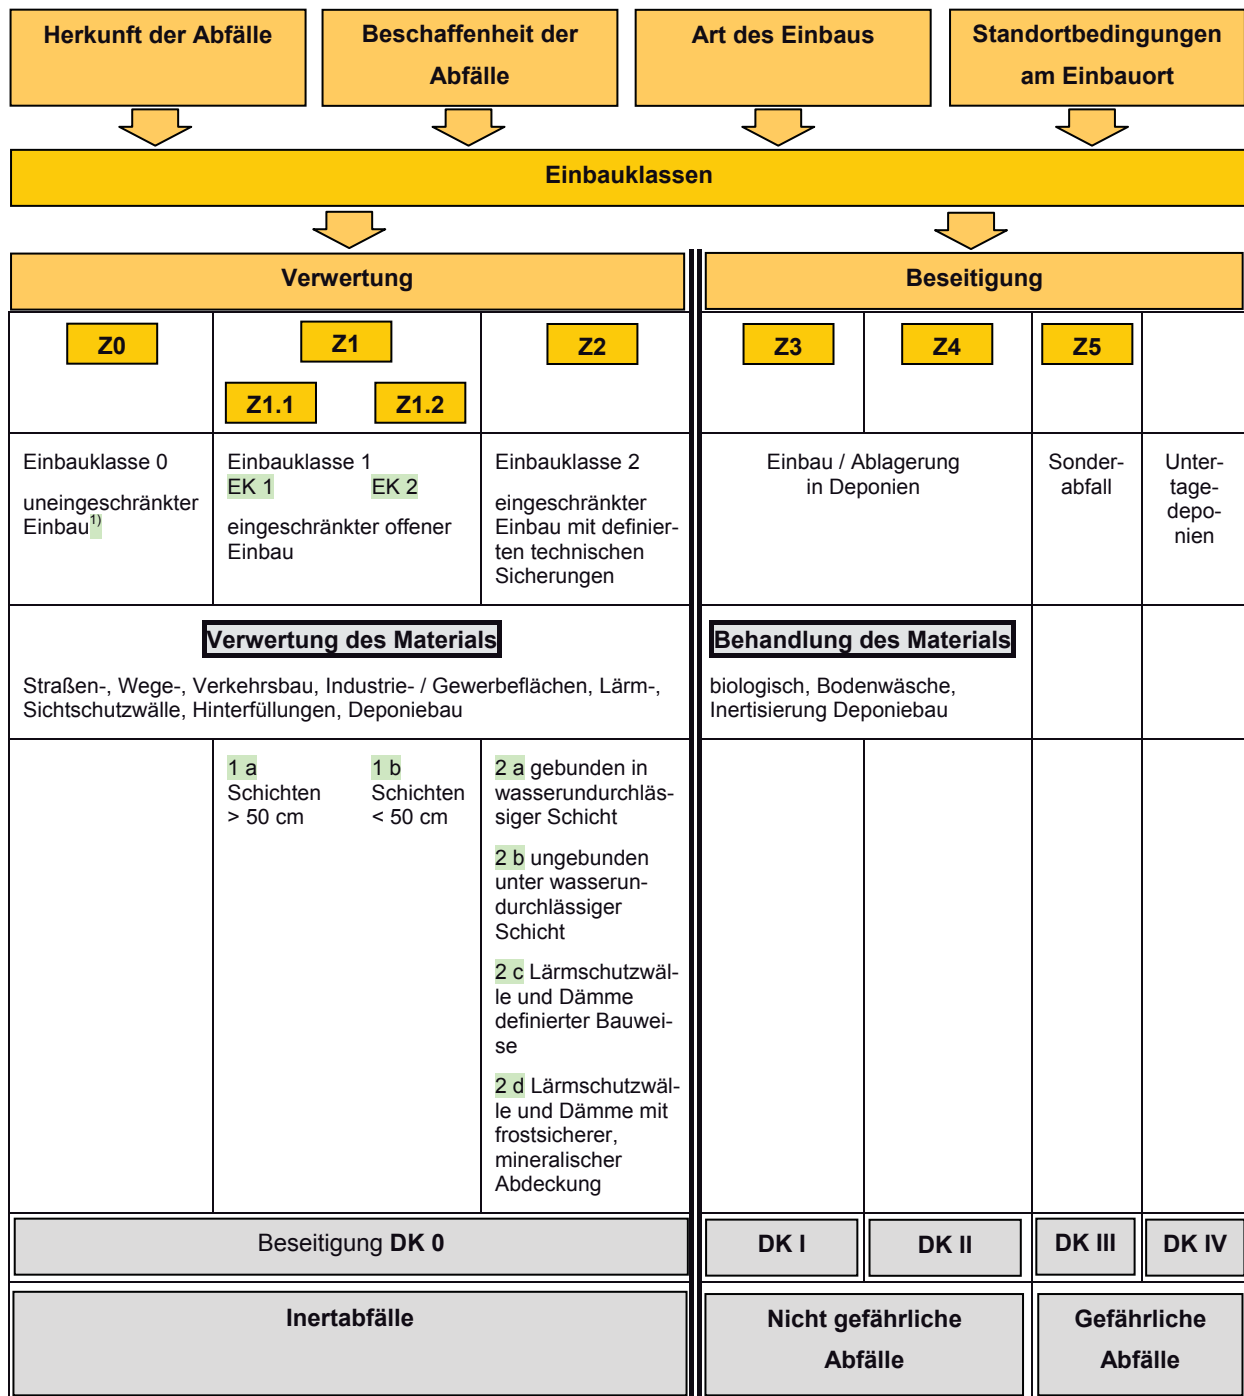 Herkunft der Abfälle
Beschaffenheit der
Abfälle
Art des Einbaus
Standortbedingungen
am Einbauort
Einbauklassen
Verwertung
Beseitigung
Z0
Z1
Z1.1
Z1.2
Z2
Z3
Z4
Z5
Einbauklasse 0
uneingeschränkter
Einbau1)
Einbauklasse 1
EK 1
EK 2
eingeschränkter offener
Einbau
Einbauklasse 2
eingeschränkter
Einbau mit definier-
ten technischen
Sicherungen
Einbau / Ablagerung
in Deponien
Sonder-
abfall
Unter-
tage-
depo-
nien
Verwertung des Materials
Straßen-, Wege-, Verkehrsbau, Industrie- / Gewerbeflächen, Lärm-,
Sichtschutzwälle, Hinterfüllungen, Deponiebau
Behandlung des Materials
biologisch, Bodenwäsche,
Inertisierung Deponiebau
1 a
Schichten
> 50 cm
1 b
Schichten
< 50 cm
2 a gebunden in
wasserundurchläs-
siger Schicht
2 b ungebunden
unter wasserun-
durchlässiger
Schicht
2 c Lärmschutzwäl-
le und Dämme
definierter Bauwei-
se
2 d Lärmschutzwäl-
le und Dämme mit
frostsicherer,
mineralischer
Abdeckung
Beseitigung DK 0
DK I
DK II
DK III
DK IV
Inertabfälle
Nicht gefährliche
Abfälle
Gefährliche
Abfälle